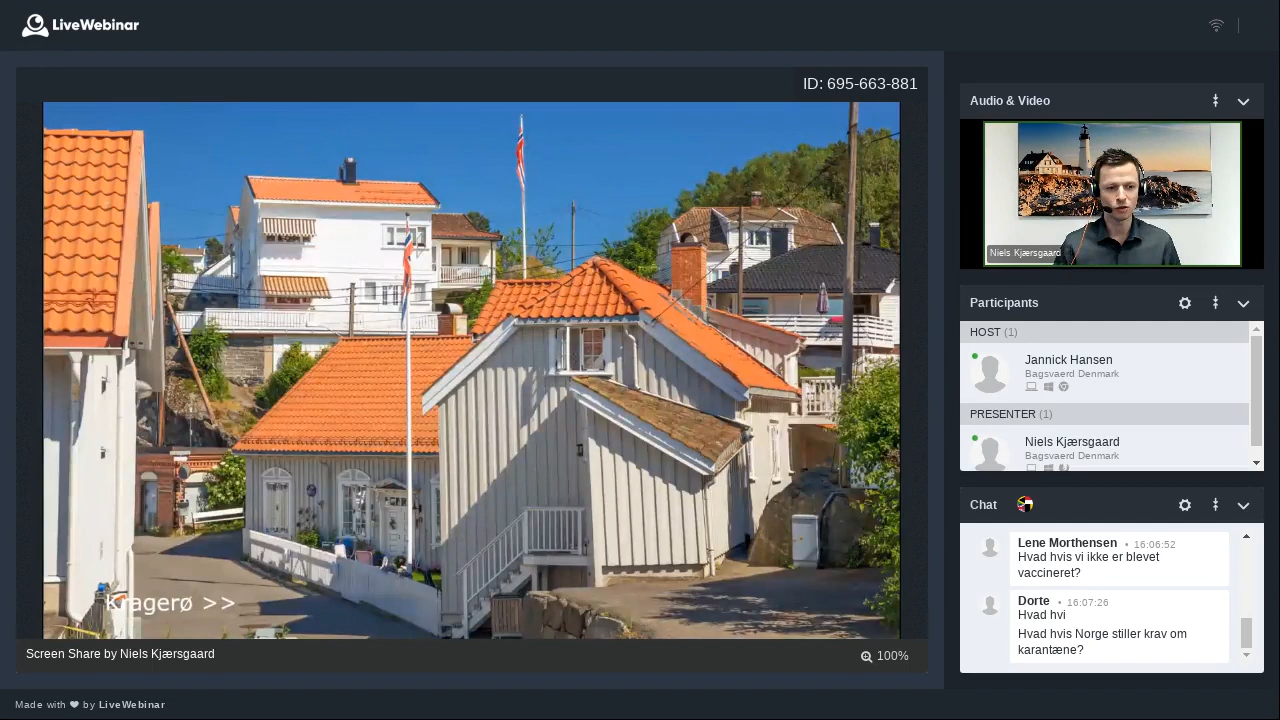 LiveWebinar
ID: 695-663-881
Kragerø >>
Screen Share by Niels Kjærsgaard
100%
Made with by LiveWebinar
Audio & Video
Niels Kjærsgaard
Participants
HOST (1)
Jannick Hansen
Bagsvaerd Denmark
PRESENTER (1)
Niels Kjærsgaard
Bagsvaerd Denmark
Chat
Lene Morthensen • 16:06:52
Hvad hvis vi ikke er blevet
vaccineret?
Dorte • 16:07:26
Hvad hvi
Hvad hvis Norge stiller krav om
karantæne?